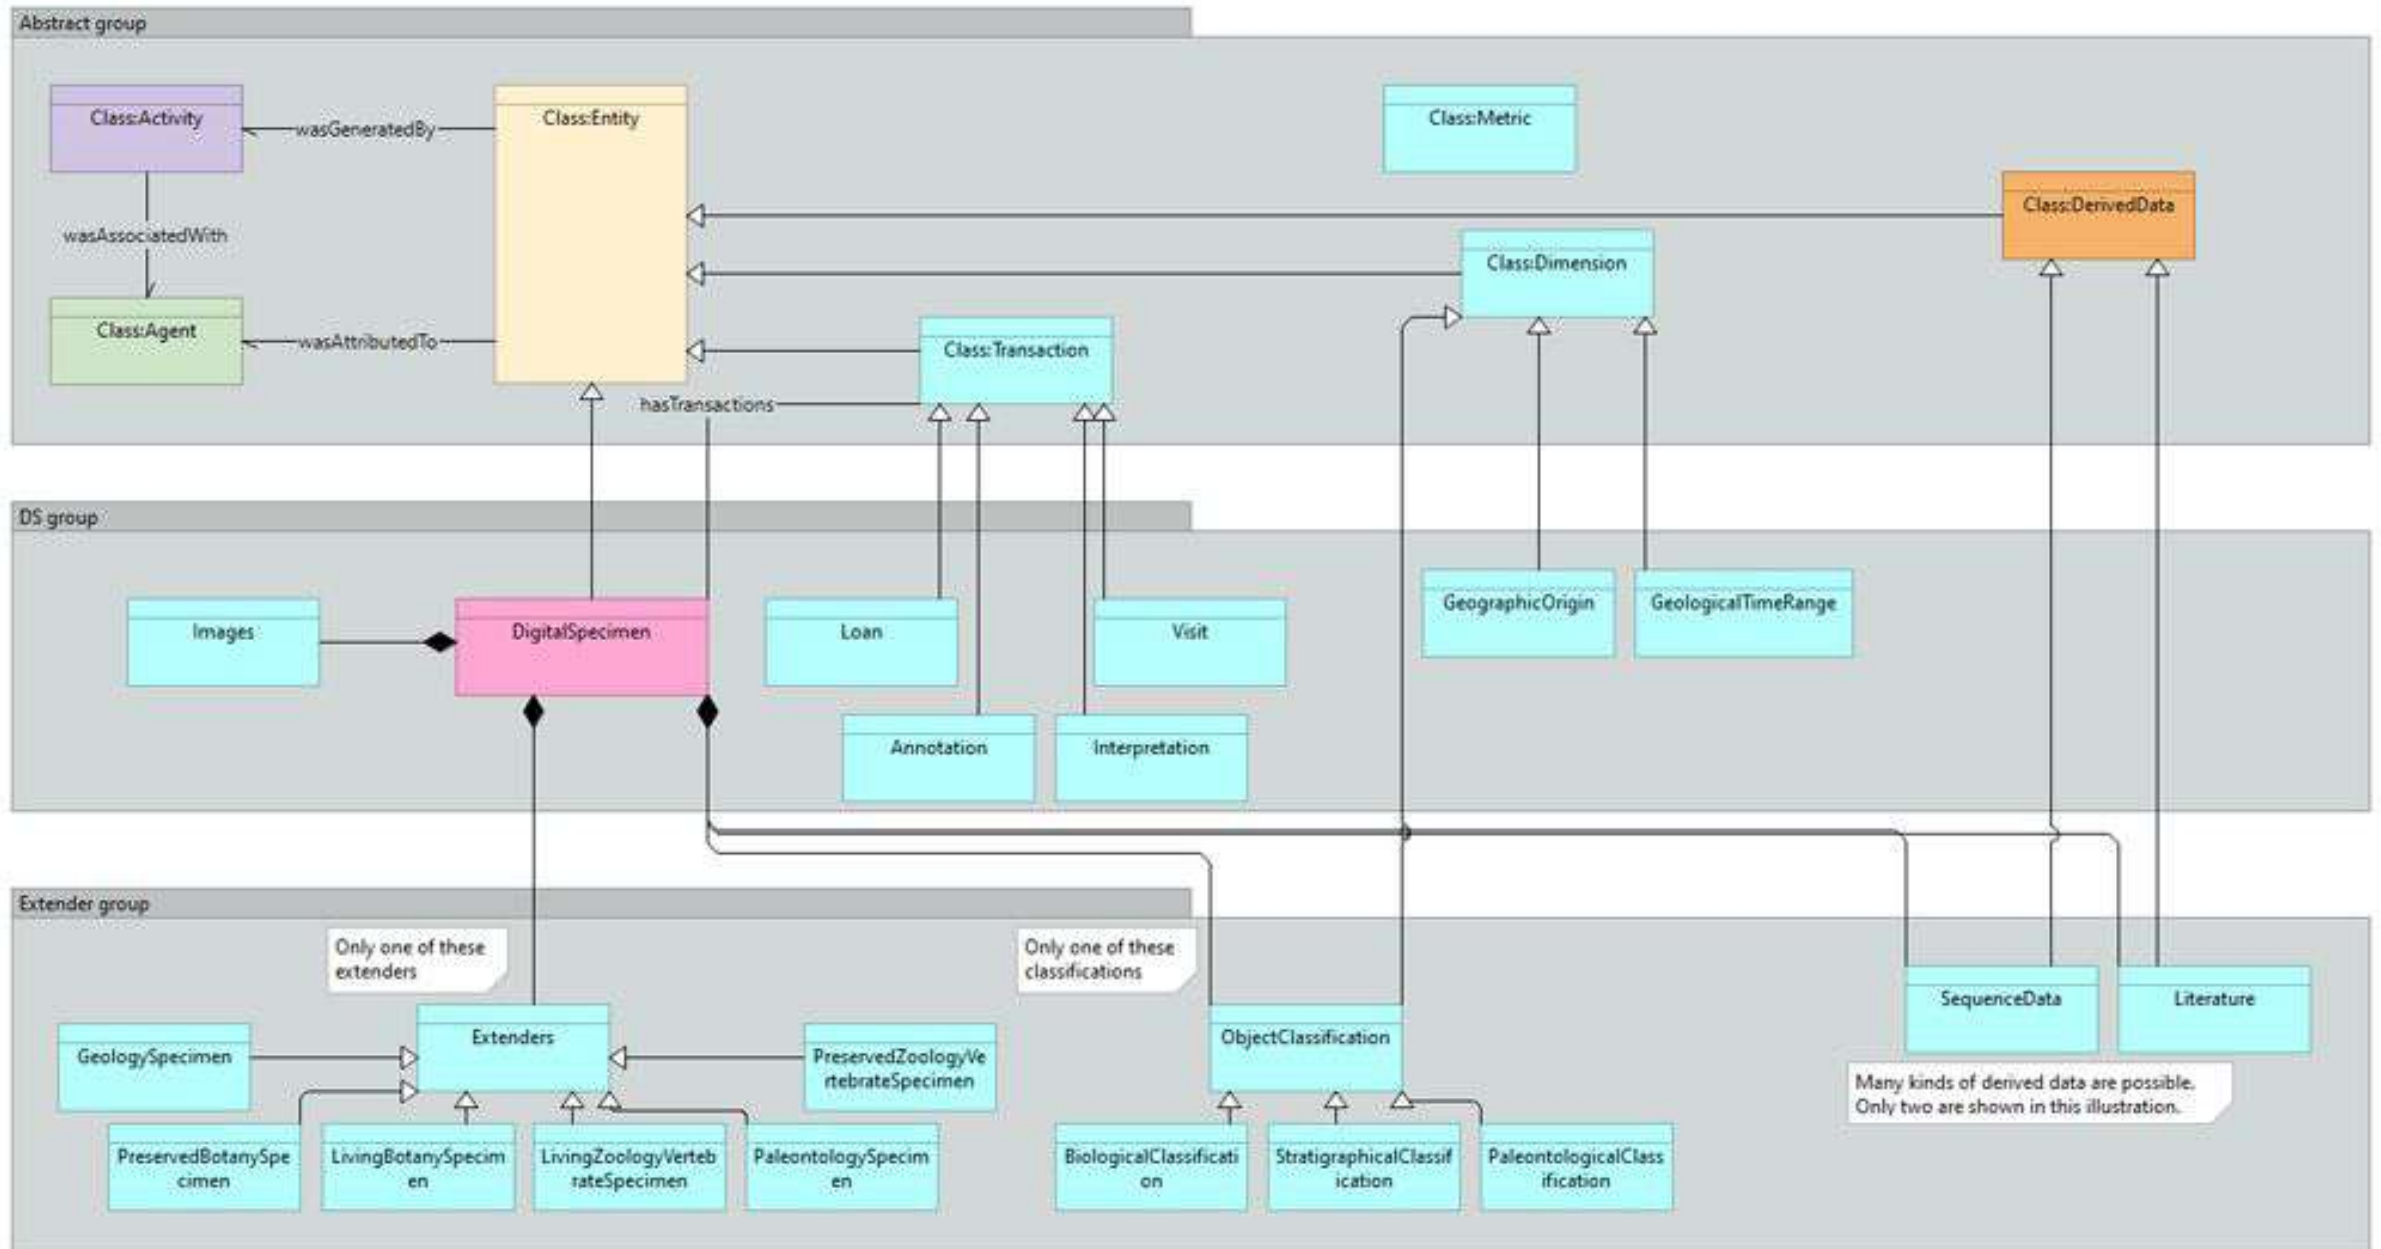 Abstract group
Class:Activity
wasGeneratedBy
Class:Entity
Class:Metric
Class:DerivedData
wasAssociatedWith
Class:Dimension
Class:Agent
wasAttributedTo
Class:Transaction
hasTransactions
DS group
Images
DigitalSpecimen
Loan
Visit
GeographicOrigin
GeologicalTimeRange
Annotation
Interpretation
Extender group
Only one of these
extenders
Only one of these
classifications
GeologySpecimen
Extenders
PreservedZoologyVe
rtebrateSpecimen
ObjectClassification
SequenceData
Literature
Many kinds of derived data are possible.
Only two are shown in this illustration.
PreservedBotanySpe
cimen
LivingBotanySpecim
en
LivingZoologyVerteb
rateSpecimen
PaleontologySpecim
en
BiologicalClassificati
on
StratigraphicalClassif
ication
PaleontologicalClass
ification